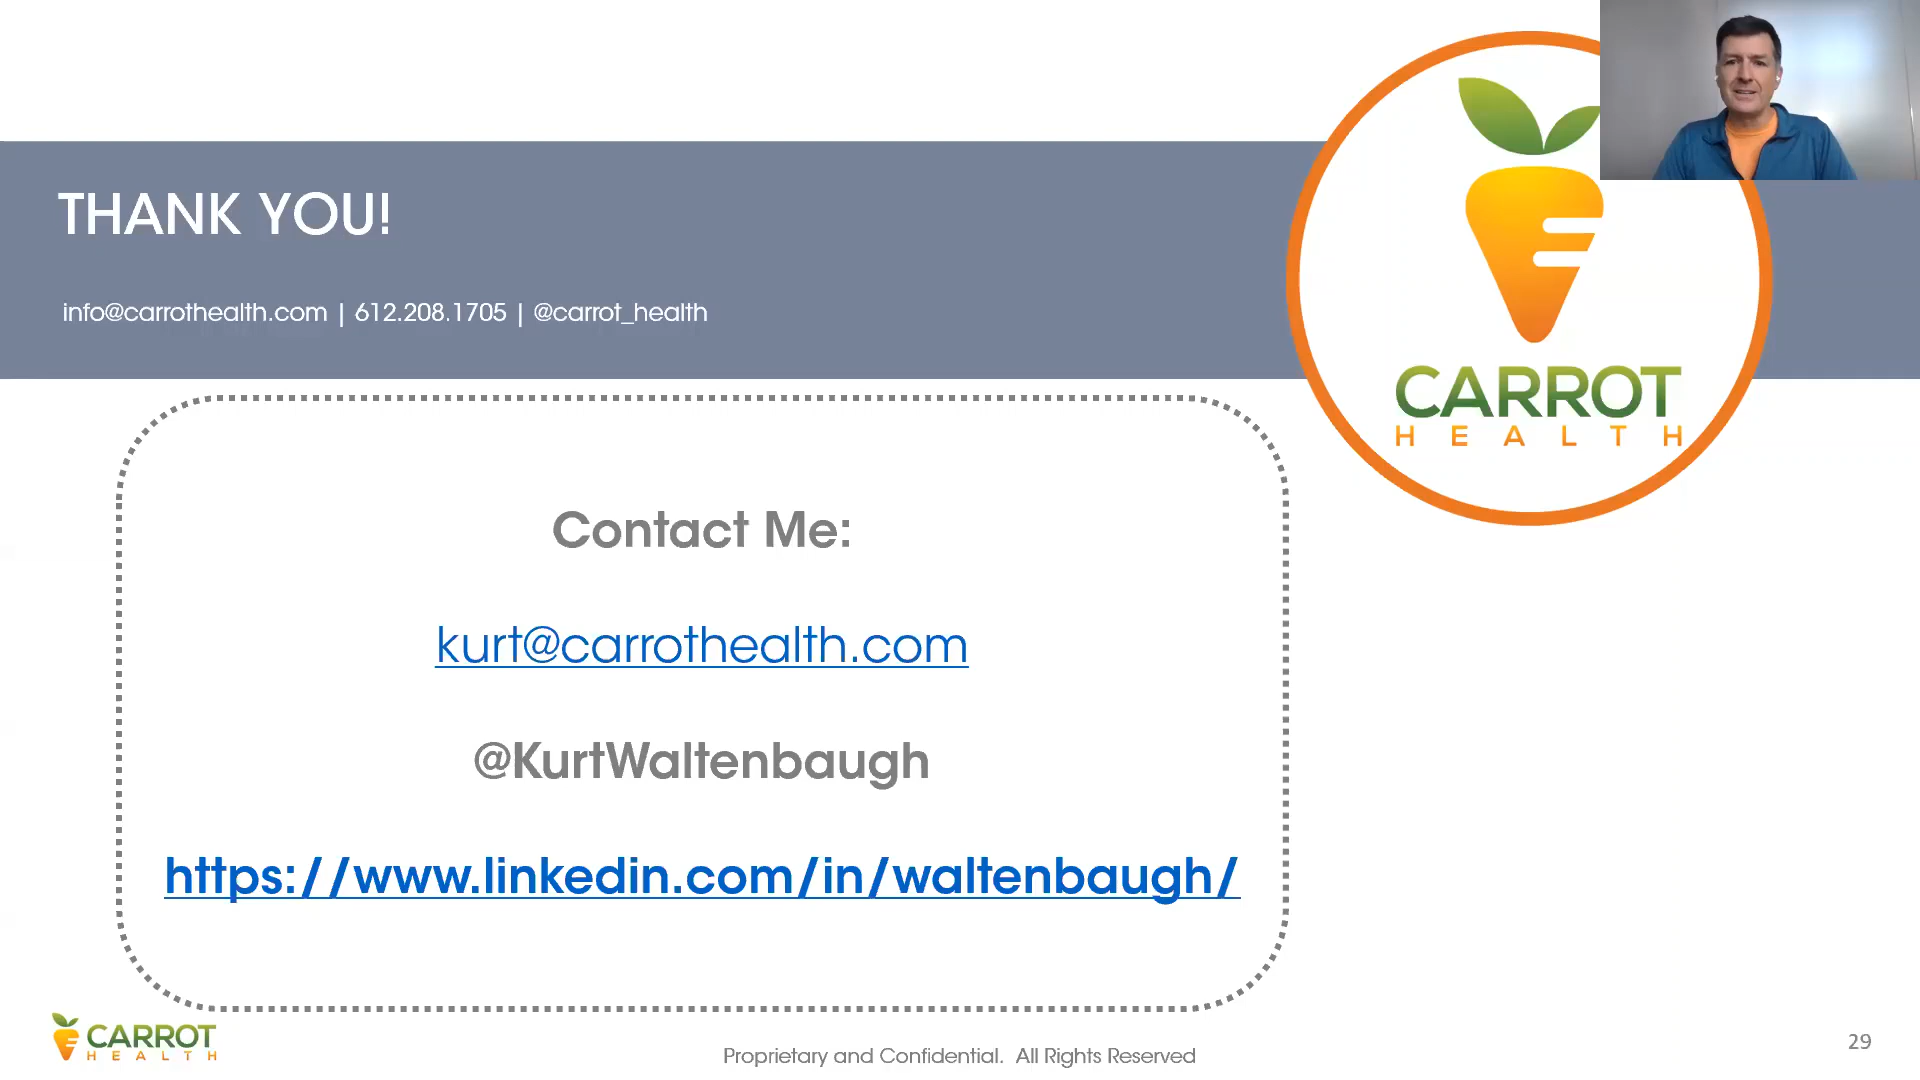 THANK YOU!
info@carrothealth.com | 612.208.1705 | @carrot_health
CARROT
HEALTH
Contact Me:
kurt@carrothealth.com
@KurtWaltenbaugh
https://www.linkedin.com/in/waltenbaugh/
CARROT
HEALTH
Proprietary and Confidential. All Rights Reserved
29